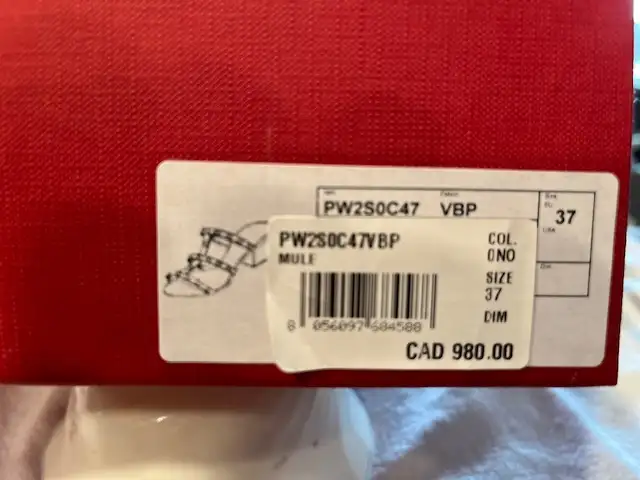 PW2S0C47 VBP
37
PW2S0C47VBP
MULE
COL.
0NO
SIZE
37
DIM
8 056097 684588
CAD 980.00